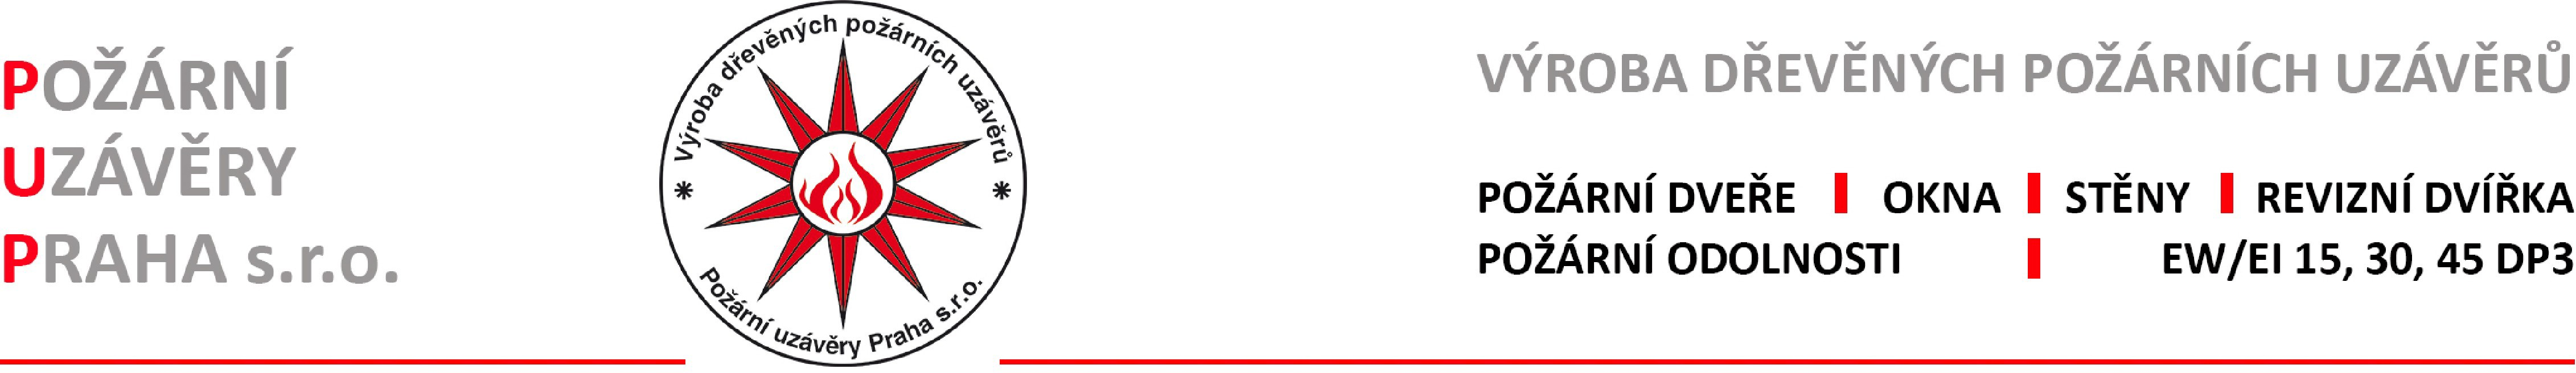 POŽÁRNÍ
UZÁVĚRY
PRAHA s.r.o.
Výroba dřevěných požárních uzávěrů
* *
Požární uzávěry Praha s.r.o.
VÝROBA DŘEVĚNÝCH POŽÁRNÍCH UZÁVĚRŮ
POŽÁRNÍ DVEŘE | OKNA | STĚNY | REVIZNÍ DVÍŘKA
POŽÁRNÍ ODOLNOSTI | EW/EI 15, 30, 45 DP3